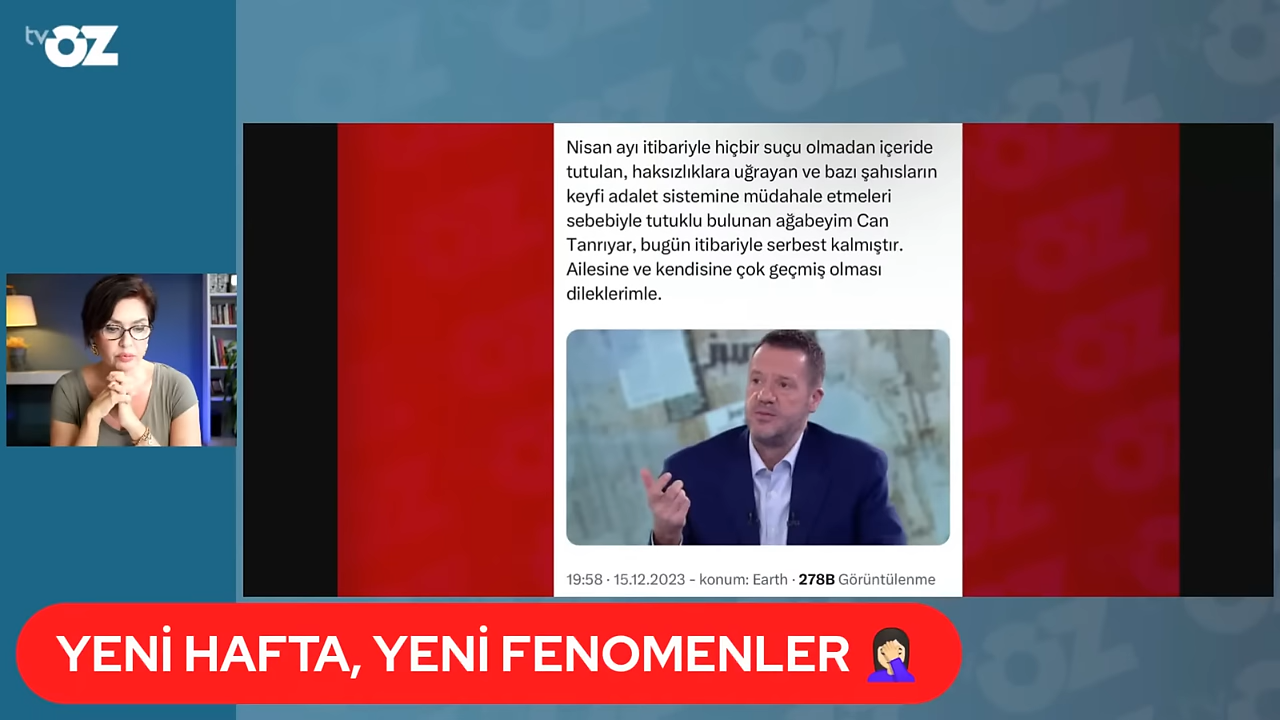 tv ÖZ
Nisan ayı itibariyle hiçbir suçu olmadan içeride
tutulan, haksızlıklara uğrayan ve bazı şahısların
keyfi adalet sistemine müdahale etmeleri
sebebiyle tutuklu bulunan ağabeyim Can
Tanrıyar, bugün itibariyle serbest kalmıştır.
Ailesine ve kendisine çok geçmiş olması
dileklerimle.
19:58 · 15.12.2023 - konum: Earth · 278B Görüntülenme
YENİ HAFTA, YENİ FENOMENLER 🤦🏻‍♀️